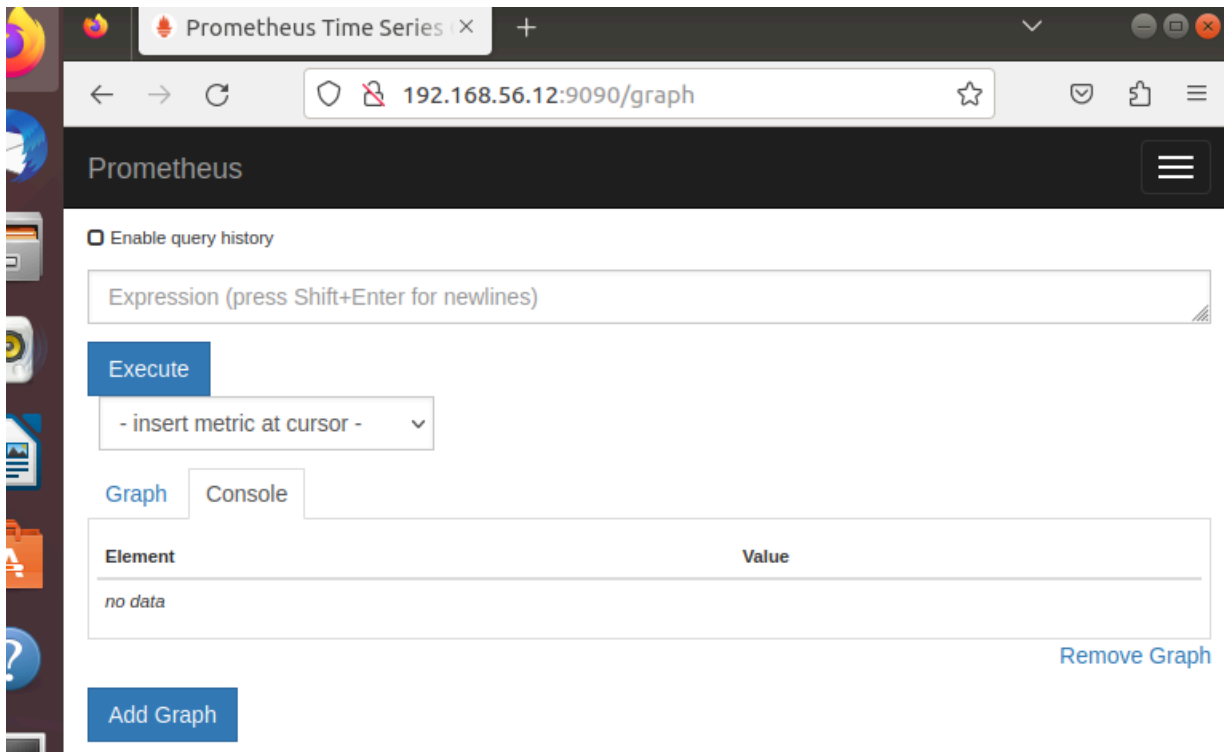 Prometheus Time Series
192.168.56.12:9090/graph
Prometheus
Enable query history
Expression (press Shift+Enter for newlines)
Execute
- insert metric at cursor -
Graph Console
Element Value
no data
Remove Graph
Add Graph